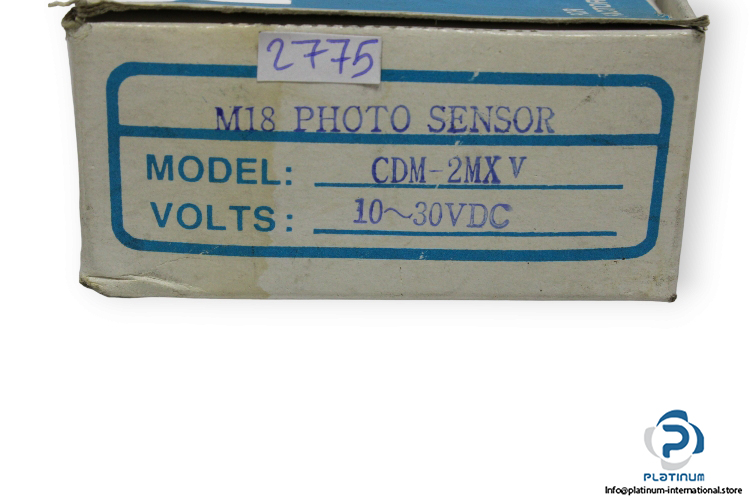 2775
M18 PHOTO SENSOR
MODEL: CDM-2MX V
VOLTS: 10~30VDC
PLATINUM
Info@platinum-international.store